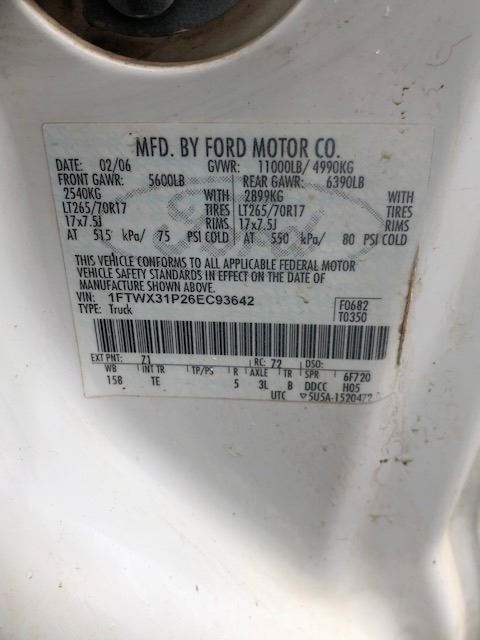 MFD. BY FORD MOTOR CO.
DATE: 02/06 GVWR: 11000LB/ 4990KG
FRONT GAWR: 5600LB REAR GAWR: 6390LB
2540KG WITH 2899KG WITH
LT265/70R17 TIRES LT265/70R17 TIRES
17x7.5J RIMS 17x7.5J RIMS
AT 515 kPa/ 75 PSI COLD AT 550 kPa/ 80 PSI COLD
THIS VEHICLE CONFORMS TO ALL APPLICABLE FEDERAL MOTOR
VEHICLE SAFETY STANDARDS IN EFFECT ON THE DATE OF
MANUFACTURE SHOWN ABOVE.
VIN: 1FTWX31P26EC93642 F0682
TYPE: Truck T0350
EXT PNT: Z1 RC: 72 DSO:
WB INT TR TP/PS R AXLE TR SPR 6F720
158 TE 5 3L B DDCC H05
UTC 5U5A-1520472